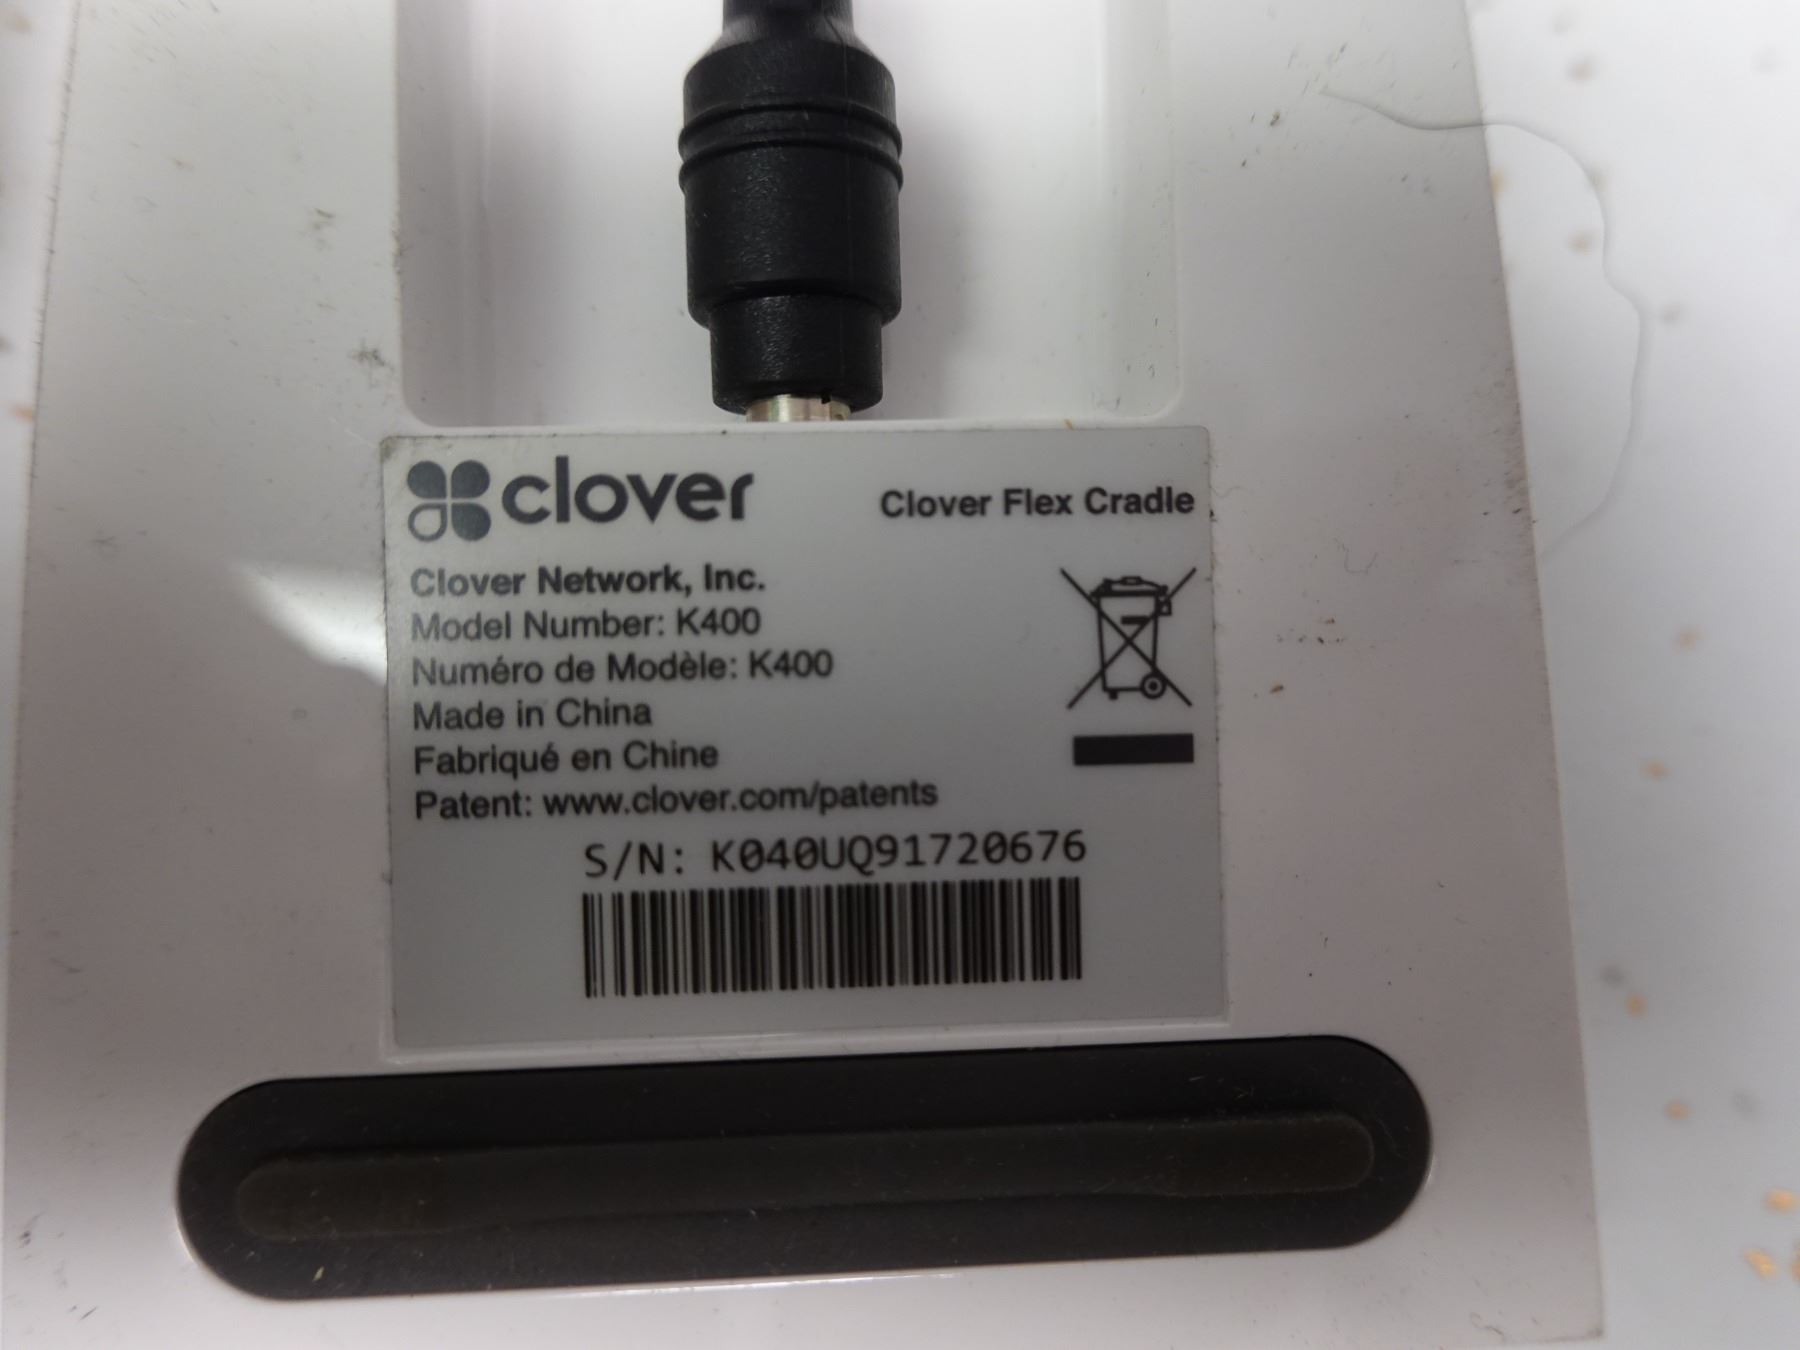 clover
Clover Flex Cradle
Clover Network, Inc.
Model Number: K400
Numéro de Modèle: K400
Made in China
Fabriqué en Chine
Patent: www.clover.com/patents
S/N: K040UQ91720676